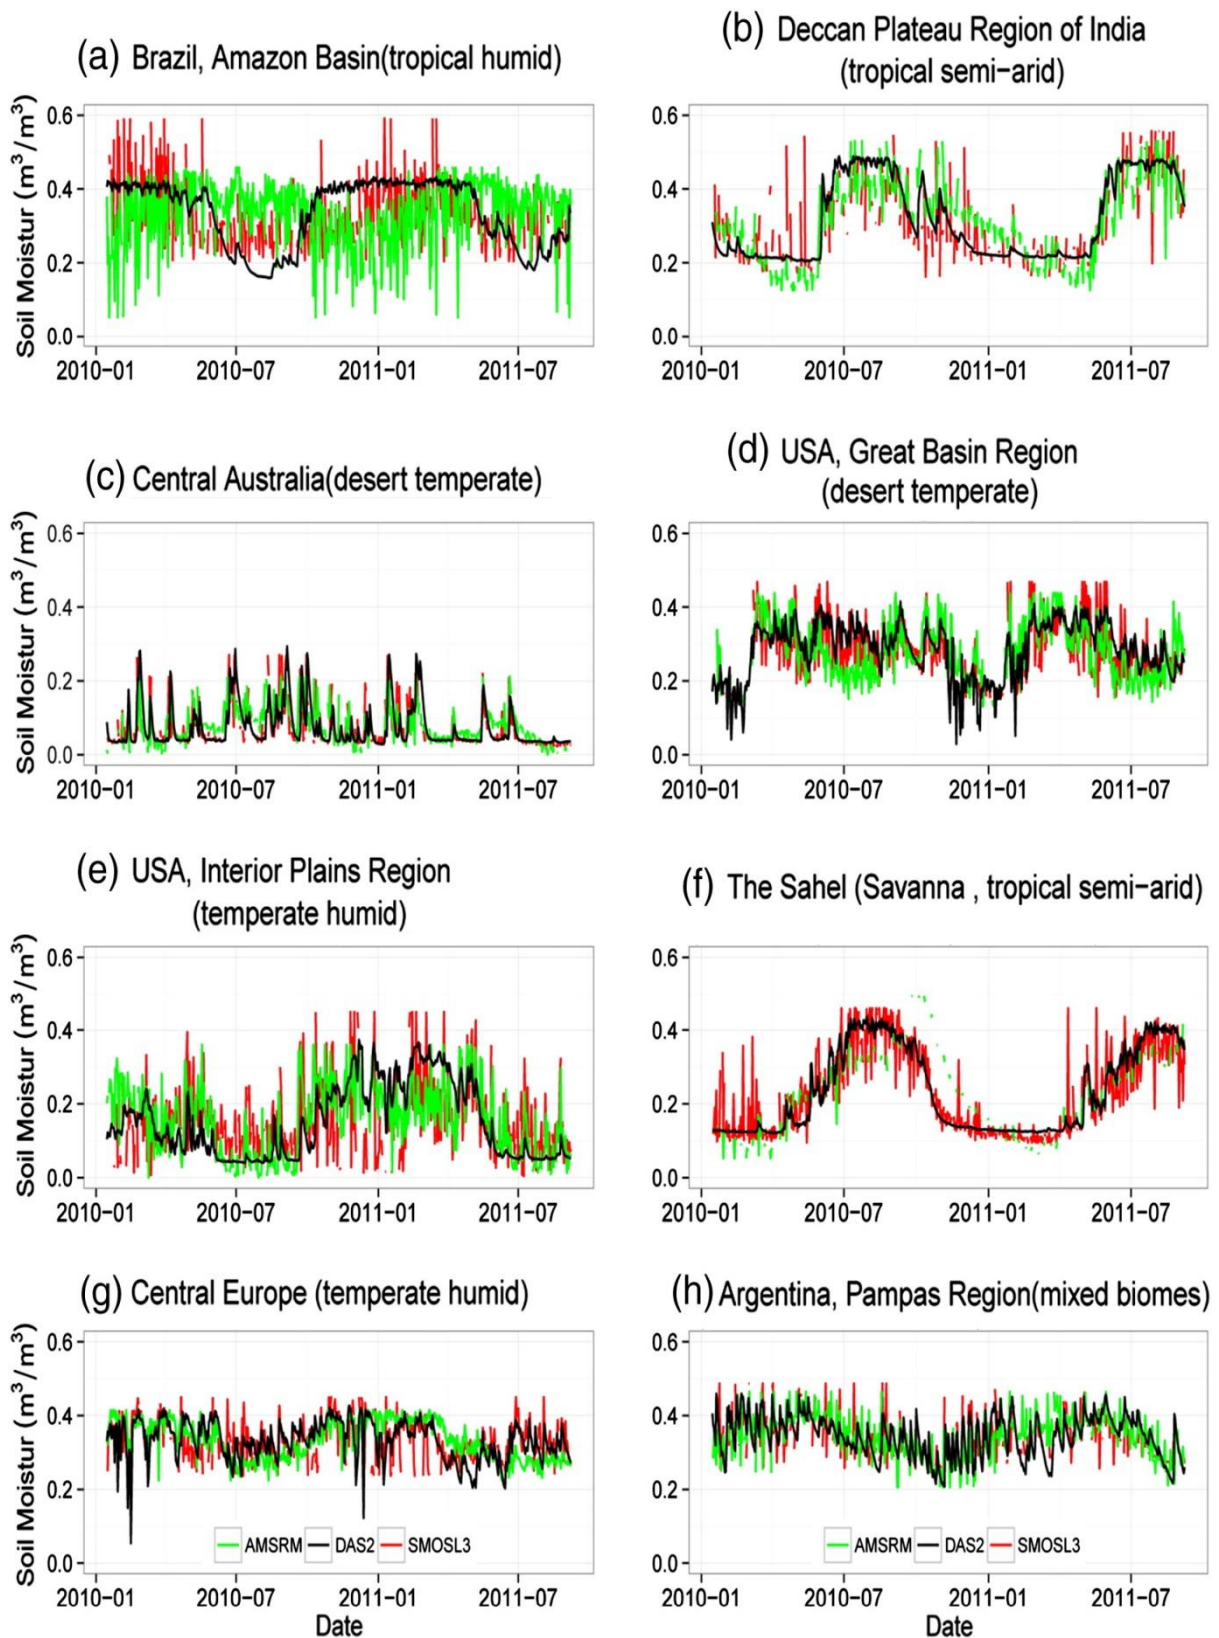 (a) Brazil, Amazon Basin(tropical humid)
(b) Deccan Plateau Region of India
(tropical semi-arid)
Soil Moistur (m³/m³)
0.6
0.4
0.2
0.0
2010-01 2010-07 2011-01 2011-07
0.6
0.4
0.2
0.0
2010-01 2010-07 2011-01 2011-07
(c) Central Australia(desert temperate)
(d) USA, Great Basin Region
(desert temperate)
Soil Moistur (m³/m³)
0.6
0.4
0.2
0.0
2010-01 2010-07 2011-01 2011-07
0.6
0.4
0.2
0.0
2010-01 2010-07 2011-01 2011-07
(e) USA, Interior Plains Region
(temperate humid)
(f) The Sahel (Savanna , tropical semi-arid)
Soil Moistur (m³/m³)
0.6
0.4
0.2
0.0
2010-01 2010-07 2011-01 2011-07
0.6
0.4
0.2
0.0
2010-01 2010-07 2011-01 2011-07
(g) Central Europe (temperate humid)
(h) Argentina, Pampas Region(mixed biomes)
Soil Moistur (m³/m³)
0.6
0.4
0.2
0.0
AMSRM DAS2 SMOSL3
2010-01 2010-07 2011-01 2011-07
Date
0.6
0.4
0.2
0.0
AMSRM DAS2 SMOSL3
2010-01 2010-07 2011-01 2011-07
Date